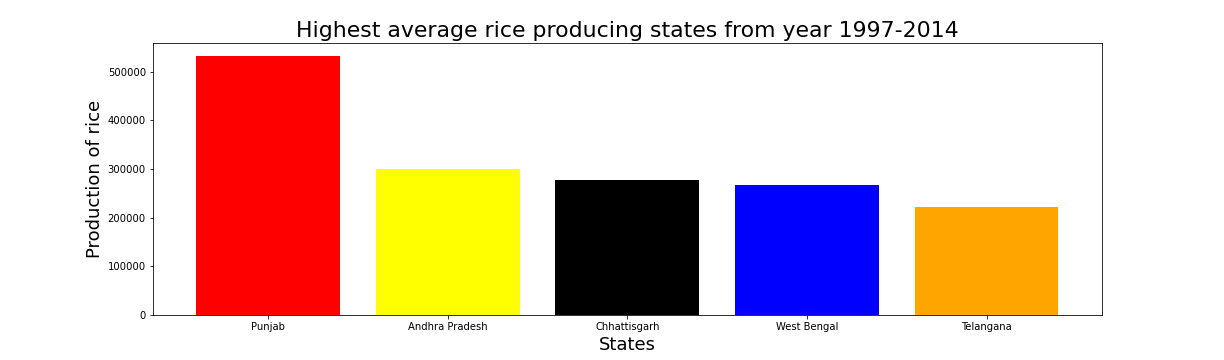 Highest average rice producing states from year 1997-2014
Production of rice
500000
400000
300000
200000
100000
0
Punjab Andhra Pradesh Chhattisgarh West Bengal Telangana
States